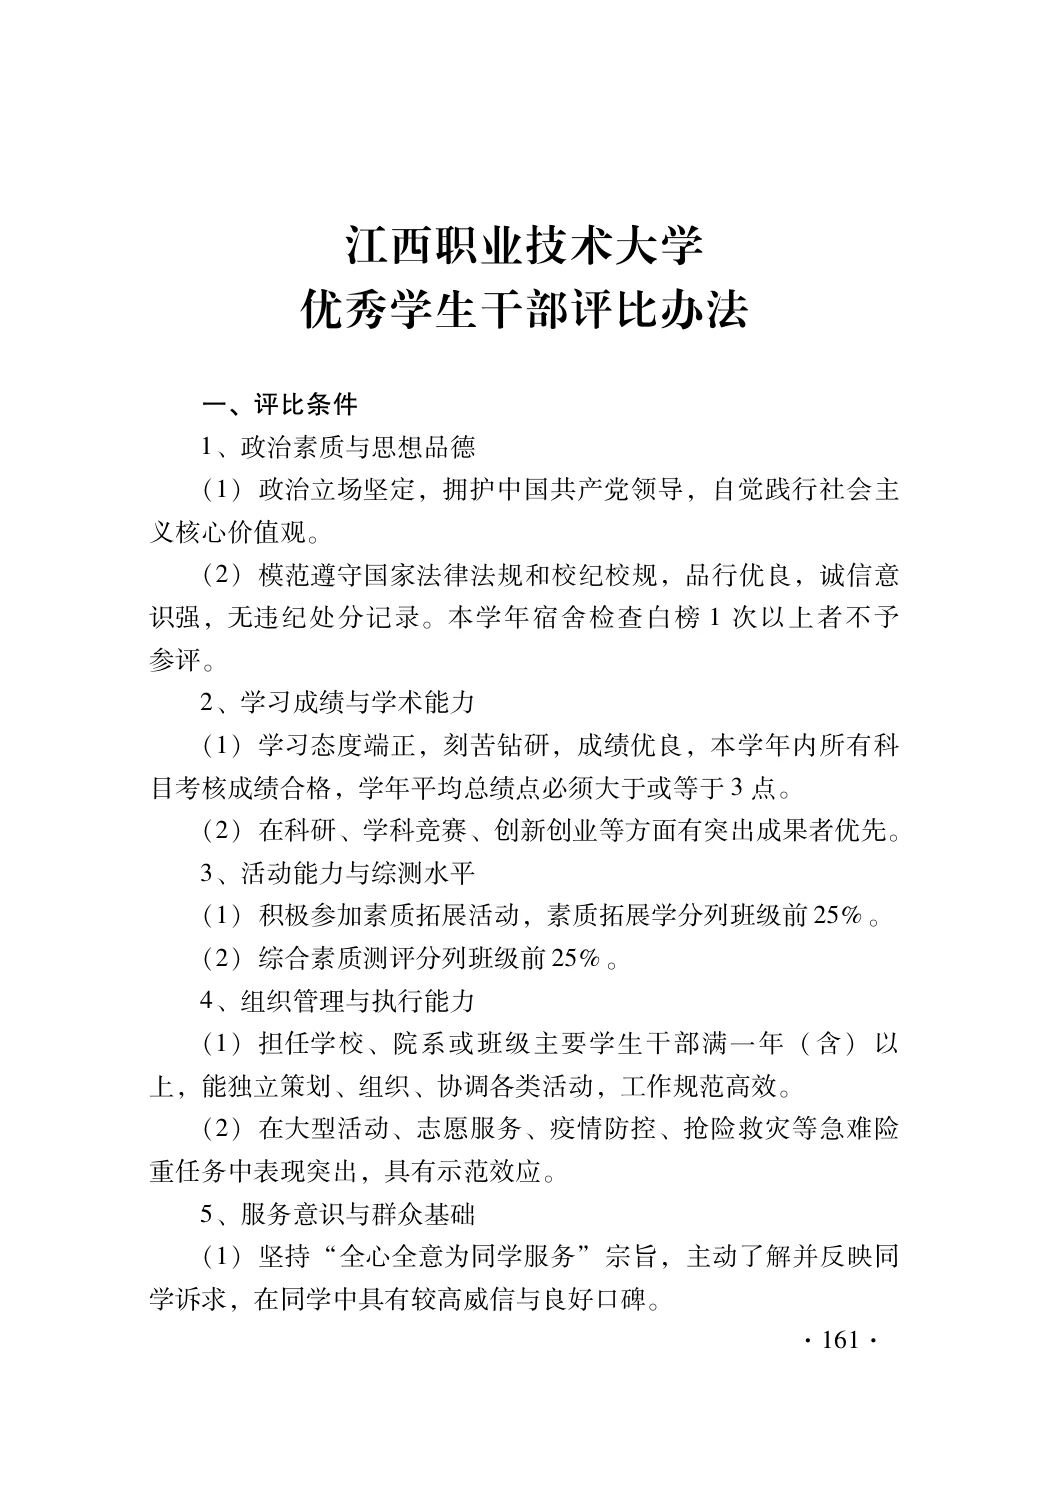 江西职业技术大学
优秀学生干部评比办法
一、评比条件
1、政治素质与思想品德
（1）政治立场坚定，拥护中国共产党领导，自觉践行社会主
义核心价值观。
（2）模范遵守国家法律法规和校纪校规，品行优良，诚信意
识强，无违纪处分记录。本学年宿舍检查白榜 1 次以上者不予
参评。
2、学习成绩与学术能力
（1）学习态度端正，刻苦钻研，成绩优良，本学年内所有科
目考核成绩合格，学年平均总绩点必须大于或等于 3 点。
（2）在科研、学科竞赛、创新创业等方面有突出成果者优先。
3、活动能力与综测水平
（1）积极参加素质拓展活动，素质拓展学分列班级前 25%。
（2）综合素质测评分列班级前 25%。
4、组织管理与执行能力
（1）担任学校、院系或班级主要学生干部满一年（含）以
上，能独立策划、组织、协调各类活动，工作规范高效。
（2）在大型活动、志愿服务、疫情防控、抢险救灾等急难险
重任务中表现突出，具有示范效应。
5、服务意识与群众基础
（1）坚持“全心全意为同学服务”宗旨，主动了解并反映同
学诉求，在同学中具有较高威信与良好口碑。
· 161 ·